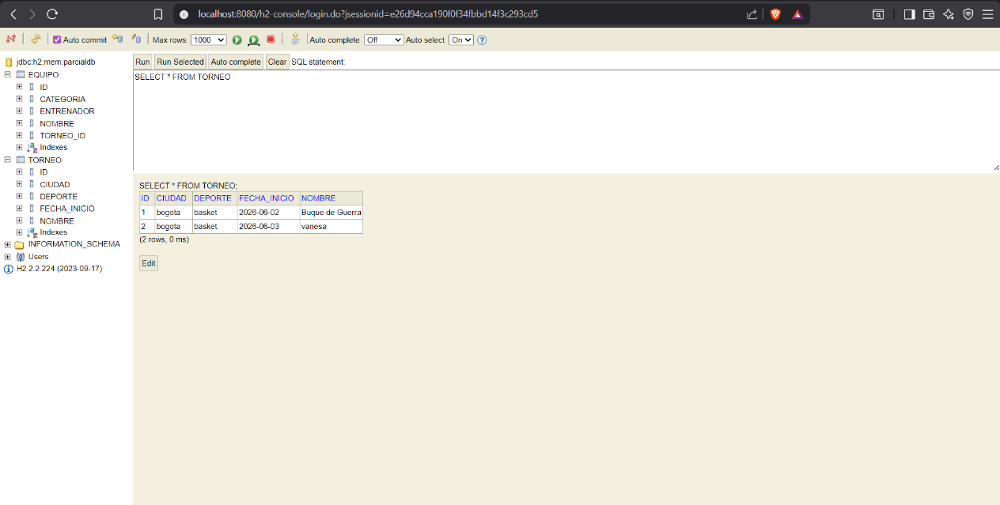 localhost:8080/h2-console/login.do?jsessionid=e26d94cca190f0f34fbbd14f3c293cd5
Auto commit Max rows: 1000 Auto complete Off Auto select On
jdbc:h2:mem:parcialdb
EQUIPO
ID
CATEGORIA
ENTRENADOR
NOMBRE
TORNEO_ID
Indexes
TORNEO
ID
CIUDAD
DEPORTE
FECHA_INICIO
NOMBRE
Indexes
INFORMATION_SCHEMA
Users
H2 2.2.224 (2023-09-17)
Run Run Selected Auto complete Clear SQL statement:
SELECT * FROM TORNEO
SELECT * FROM TORNEO;
ID CIUDAD DEPORTE FECHA_INICIO NOMBRE
1 bogota basket 2026-06-02 Buque de Guerra
2 bogota basket 2026-06-03 vanesa
(2 rows, 0 ms)
Edit